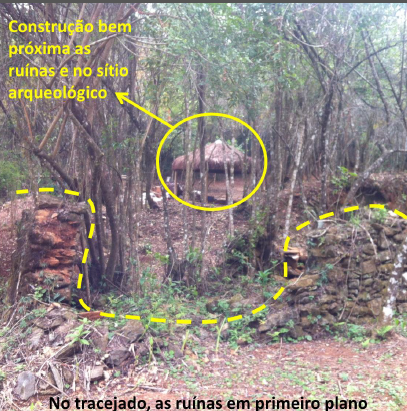 Construção bem
próxima as
ruínas e no sítio
arqueológico
No tracejado, as ruínas em primeiro plano